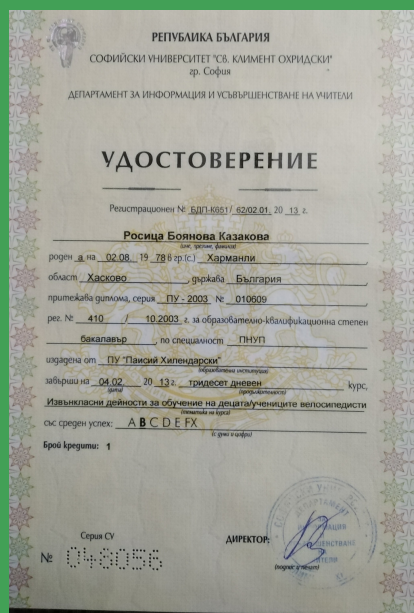 РЕПУБЛИКА БЪЛГАРИЯ
СОФИЙСКИ УНИВЕРСИТЕТ "Св. КЛИМЕНТ ОХРИДСКИ"
гр. София
ДЕПАРТАМЕНТ ЗА ИНФОРМАЦИЯ И УСЪВЪРШЕНСТВАНЕ НА УЧИТЕЛИ
УДОСТОВЕРЕНИЕ
Регистрационен № БДП-К651/ 62/02.01. 20 13 г.
Росица Боянова Казакова
(име, презиме, фамилия)
роден а на 02.08. 19 78 в гр.(с.) Харманли
област Хасково , държава България
притежава диплома, серия ПУ - 2003 № 010609
рег. № 410 / 10.2003 г. за образователно-квалификационна степен
бакалавър , по специалност ПНУП
издадена от ПУ "Паисий Хилендарски"
(образователна институция)
завърши на 04.02. 20 13 г. тридесет дневен курс,
(дата) (продължителност)
Извънкласни дейности за обучение на децата/учениците велосипедисти
(тематика на курса)
със среден успех: A B C D E FX
(с думи и цифри)
Брой кредити: 1
Серия СУ
ДИРЕКТОР:
№ 048056
(подпис и печат)